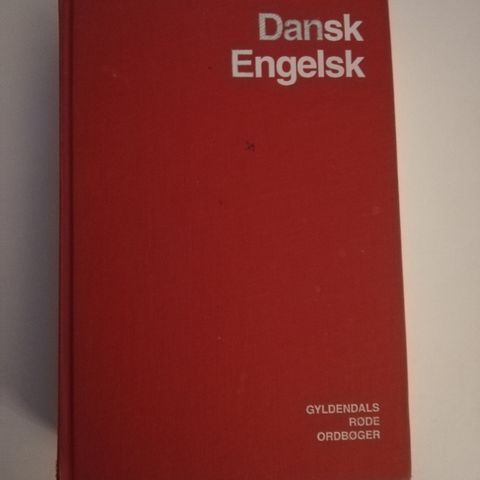 Dansk
Engelsk
GYLDENDALS
RØDE
ORDBØGER